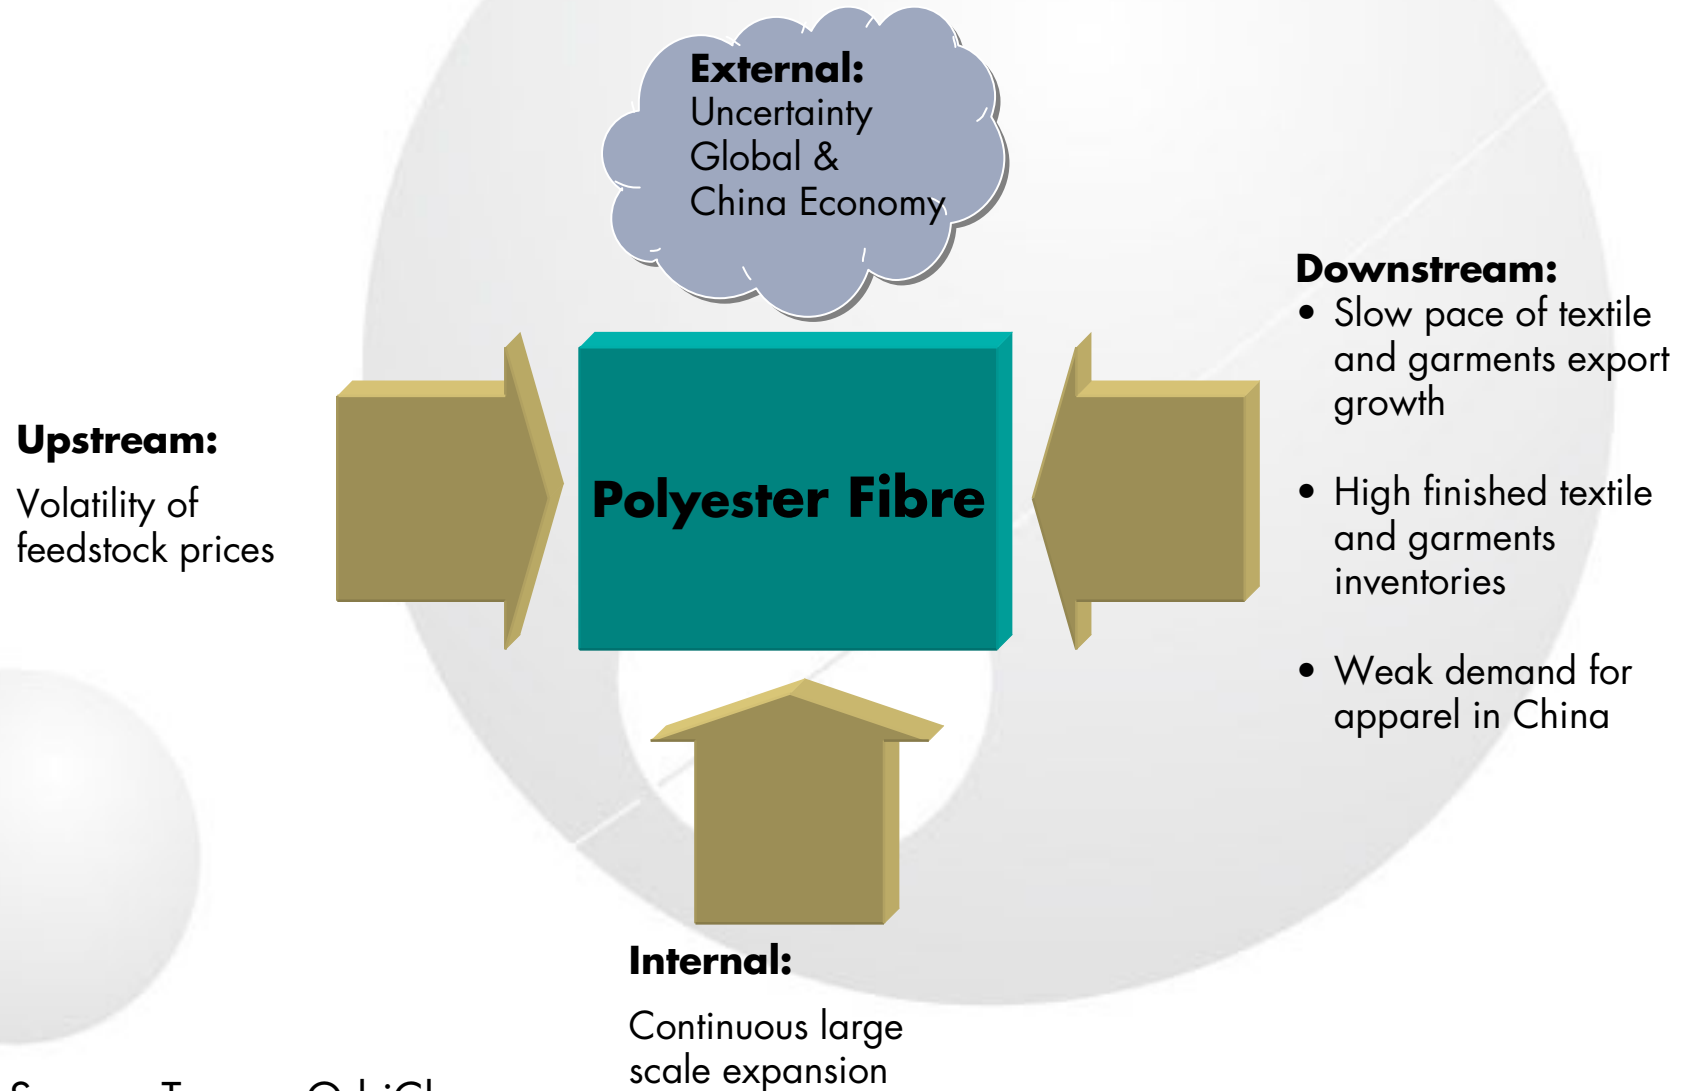 External:
Uncertainty
Global &
China Economy
Downstream:
• Slow pace of textile
and garments export
growth
• High finished textile
and garments
inventories
• Weak demand for
apparel in China
Upstream:
Volatility of
feedstock prices
Polyester Fibre
Internal:
Continuous large
scale expansion